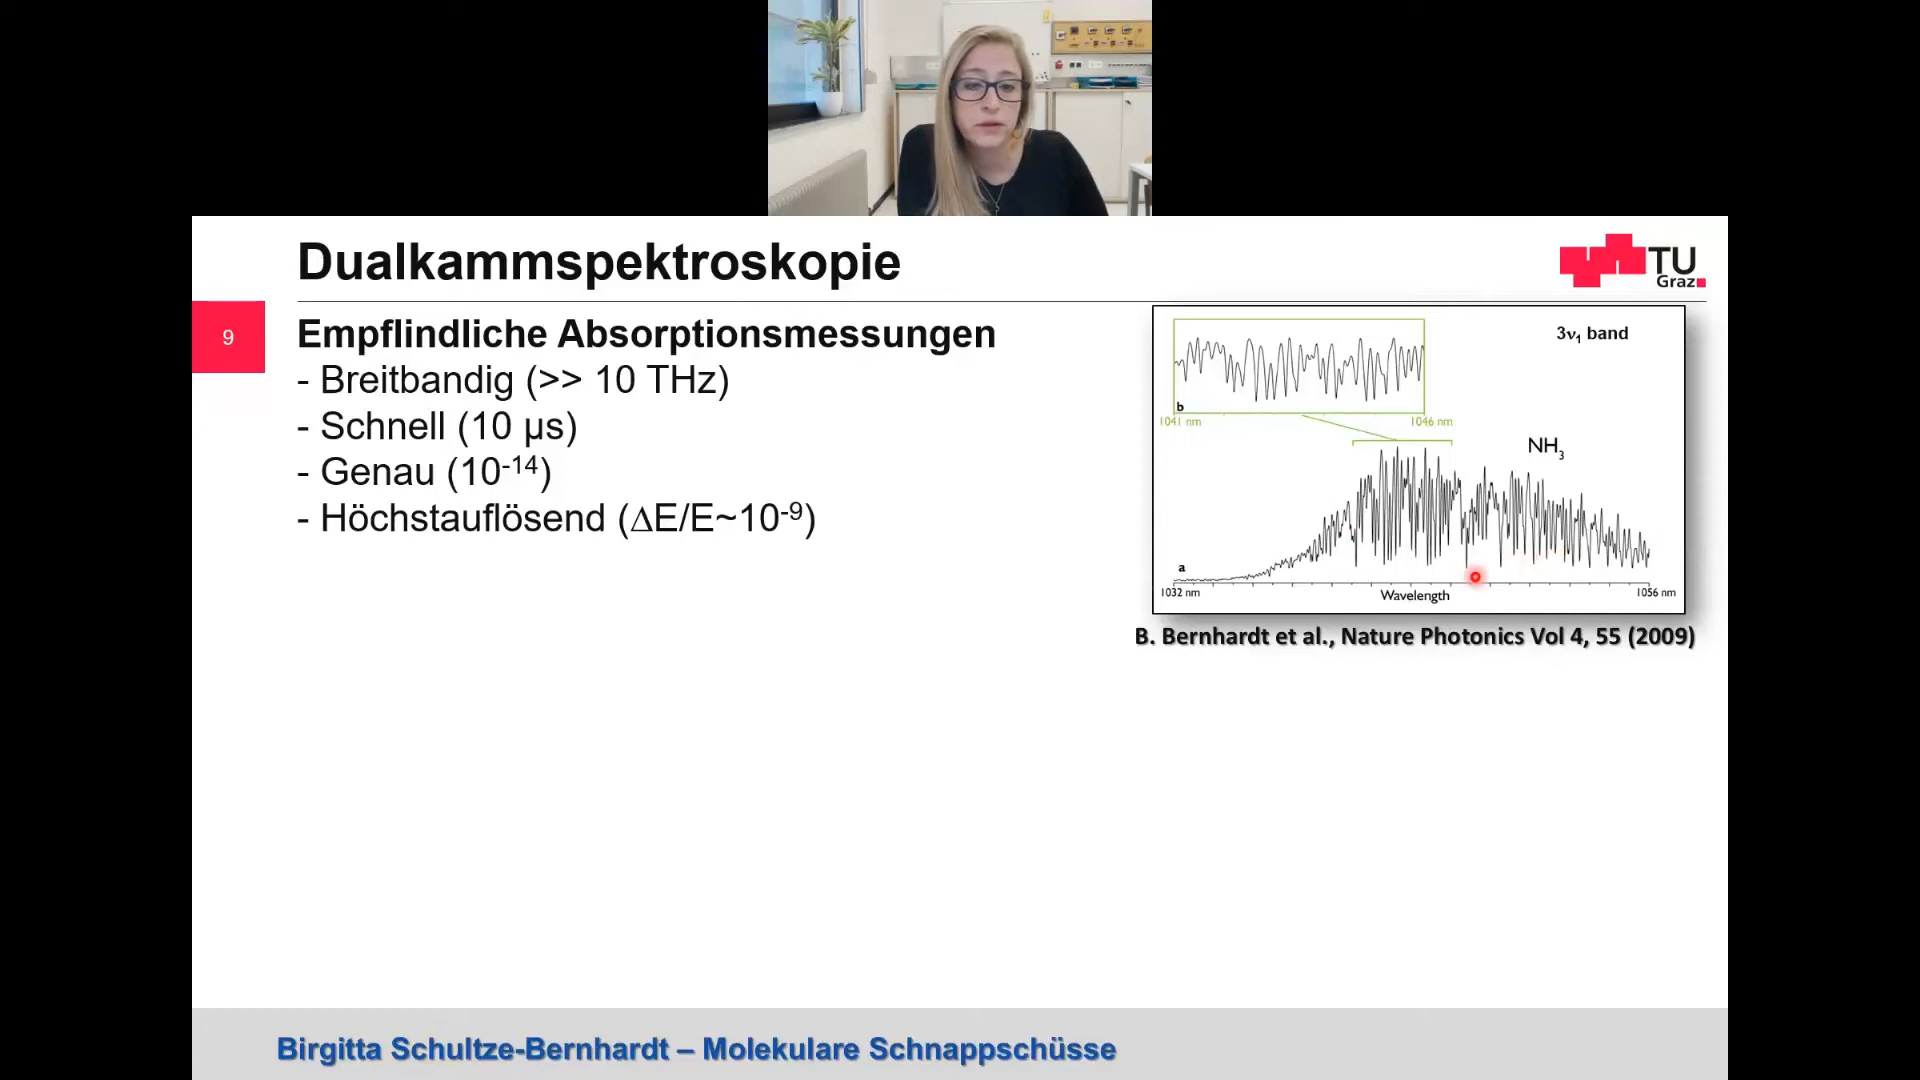 Dualkammspektroskopie
TU
Graz
9
Empflindliche Absorptionsmessungen
- Breitbandig (>> 10 THz)
- Schnell (10 µs)
- Genau (10⁻¹⁴)
- Höchstauflösend (∆E/E~10⁻⁹)
3ν₁ band
b
1041 nm
1046 nm
NH₃
a
1032 nm
Wavelength
1056 nm
B. Bernhardt et al., Nature Photonics Vol 4, 55 (2009)
Birgitta Schultze-Bernhardt – Molekulare Schnappschüsse